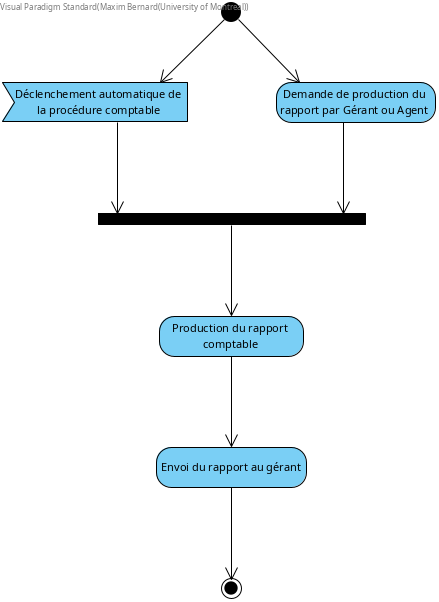 Visual Paradigm Standard(Maxim Bernard(University of Montreal))
Déclenchement automatique de
la procédure comptable
Demande de production du
rapport par Gérant ou Agent
Production du rapport
comptable
Envoi du rapport au gérant